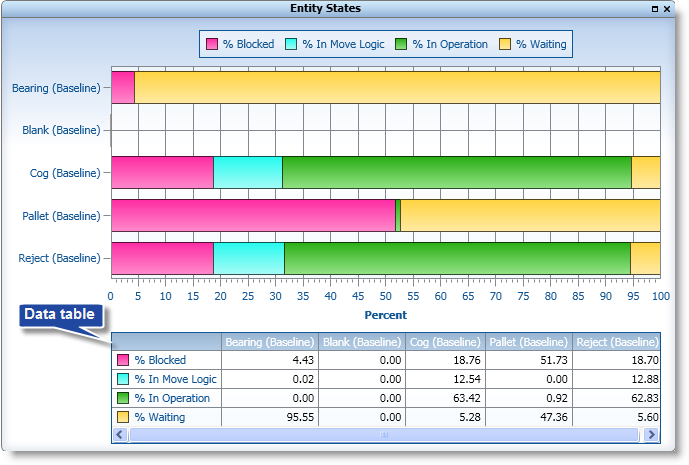 Entity States
% Blocked % In Move Logic % In Operation % Waiting
Bearing (Baseline)
Blank (Baseline)
Cog (Baseline)
Pallet (Baseline)
Reject (Baseline)
0 5 10 15 20 25 30 35 40 45 50 55 60 65 70 75 80 85 90 95 100
Percent
Data table
Bearing (Baseline) Blank (Baseline) Cog (Baseline) Pallet (Baseline) Reject (Baseline)
% Blocked 4.43 0.00 18.76 51.73 18.70
% In Move Logic 0.02 0.00 12.54 0.00 12.88
% In Operation 0.00 0.00 63.42 0.92 62.83
% Waiting 95.55 0.00 5.28 47.36 5.60